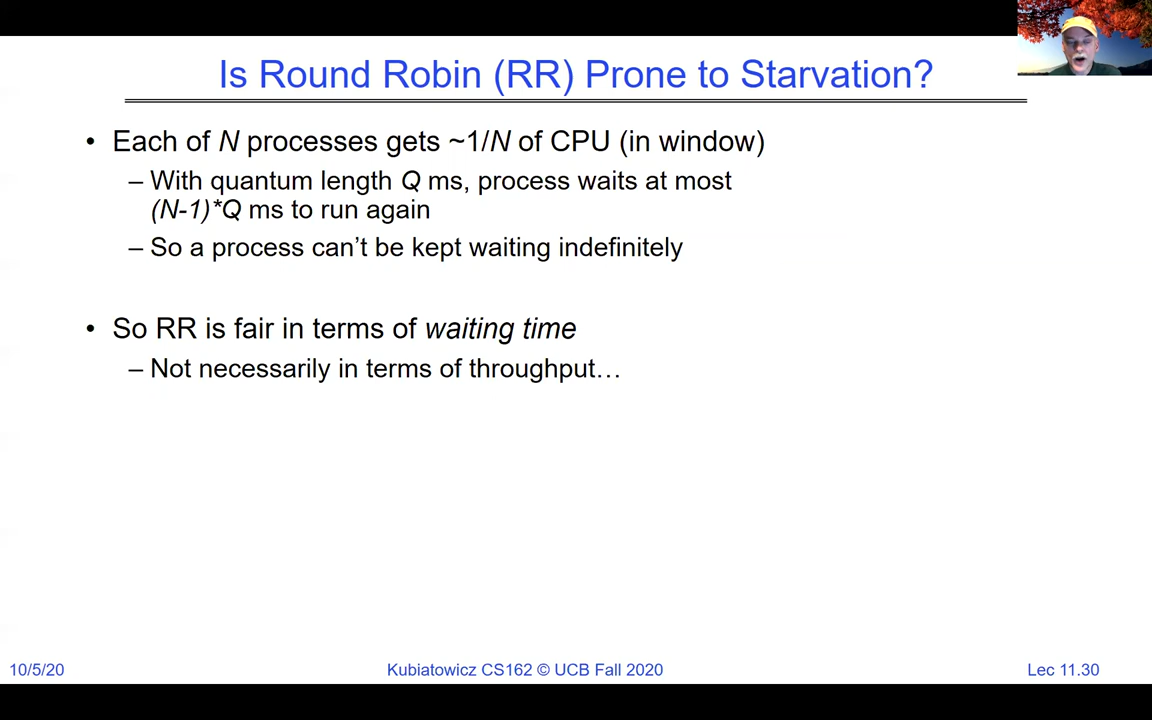 Is Round Robin (RR) Prone to Starvation?
• Each of N processes gets ~1/N of CPU (in window)
– With quantum length Q ms, process waits at most
(N-1)*Q ms to run again
– So a process can’t be kept waiting indefinitely
• So RR is fair in terms of waiting time
– Not necessarily in terms of throughput…
10/5/20
Kubiatowicz CS162 © UCB Fall 2020
Lec 11.30